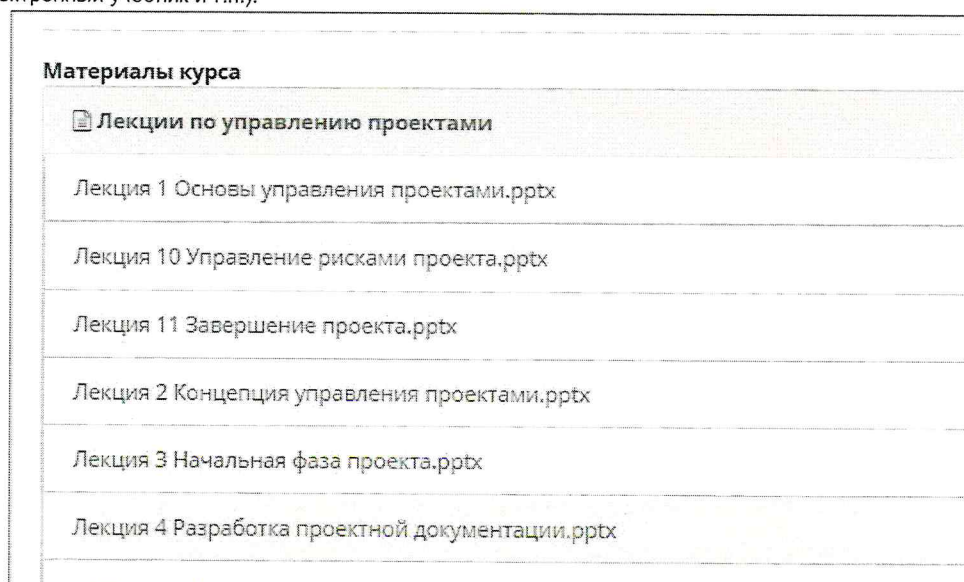 учебник и т.п.).
Материалы курса
Лекции по управлению проектами
Лекция 1 Основы управления проектами.pptx
Лекция 10 Управление рисками проекта.pptx
Лекция 11 Завершение проекта.pptx
Лекция 2 Концепция управления проектами.pptx
Лекция 3 Начальная фаза проекта.pptx
Лекция 4 Разработка проектной документации.pptx